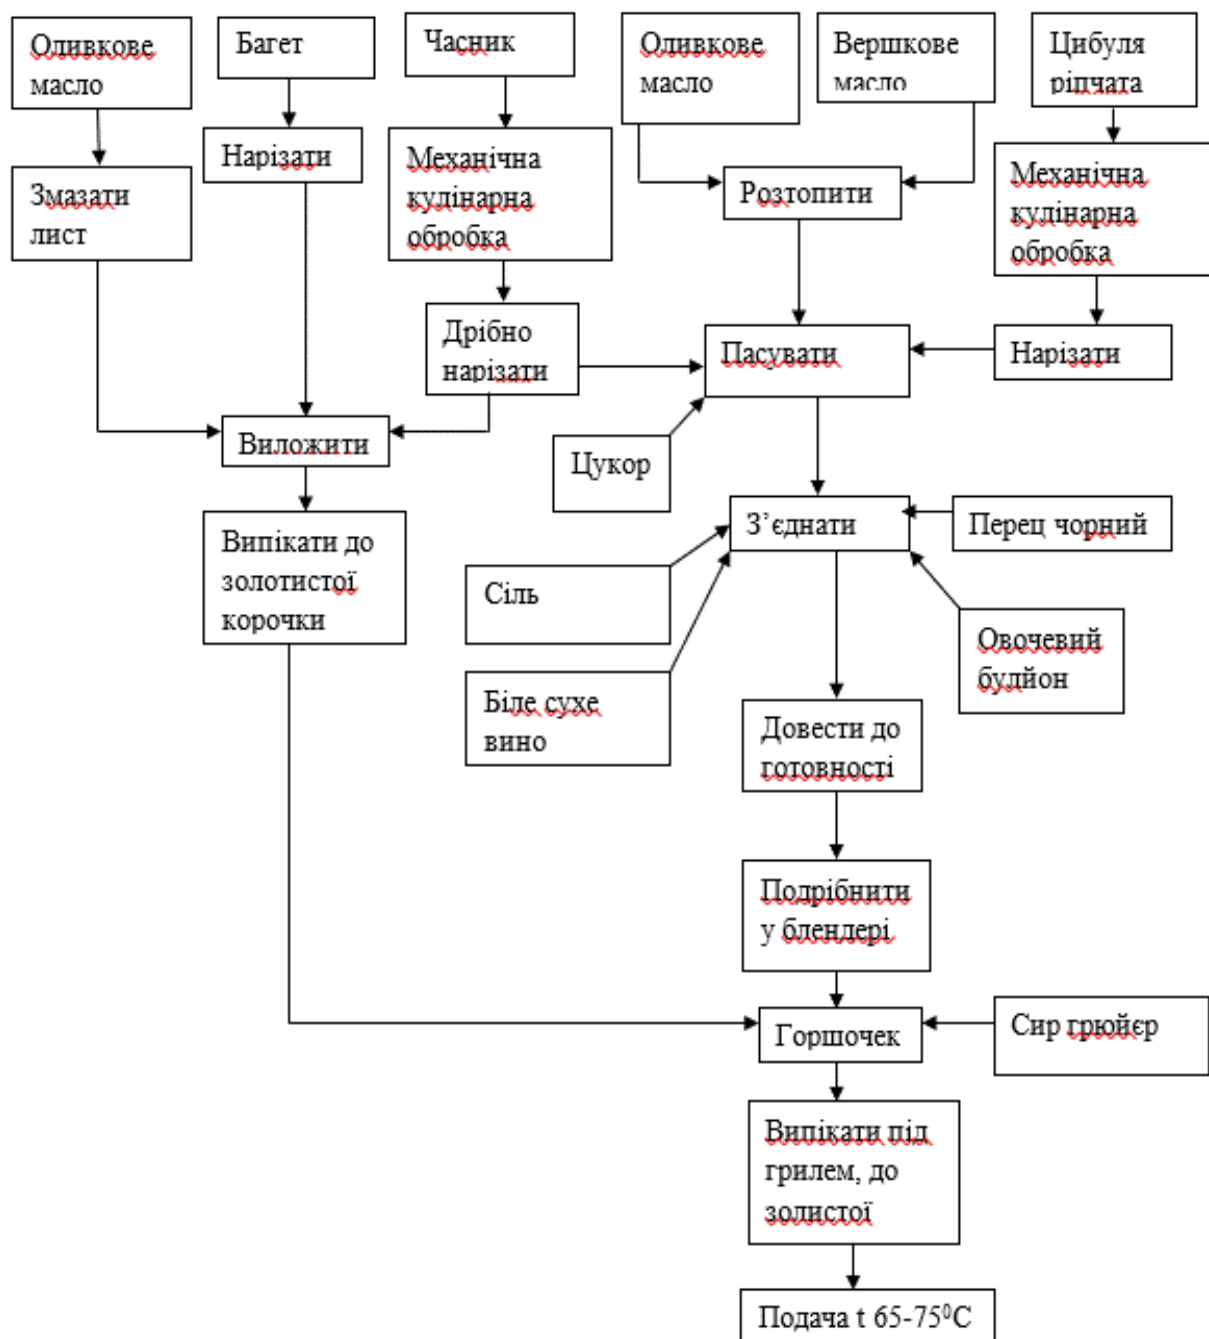 Оливкове
масло
Багет
Часник
Оливкове
масло
Вершкове
масло
Цибуля
ріпчата
Змазати
лист
Нарізати
Механічна
кулінарна
обробка
Розтопити
Механічна
кулінарна
обробка
Дрібно
нарізати
Пасувати
Нарізати
Виложити
Цукор
Випікати до
золотистої
корочки
З’єднати
Перец чорний
Сіль
Овочевий
булйон
Біле сухе
вино
Довести до
готовності
Подрібнити
у блендері
Горшочек
Сир грюйєр
Випікати під
грилем, до
золистої
Подача t 65-75⁰С